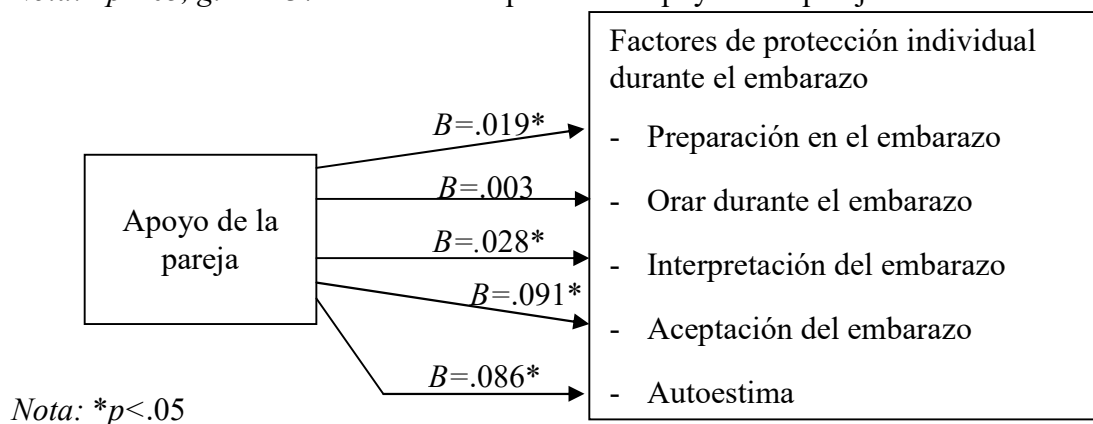 Factores de protección individual
durante el embarazo
B=.019*
- Preparación en el embarazo
B=.003
- Orar durante el embarazo
Apoyo de la
pareja
B=.028*
- Interpretación del embarazo
B=.091*
- Aceptación del embarazo
B=.086*
- Autoestima
Nota: *p<.05